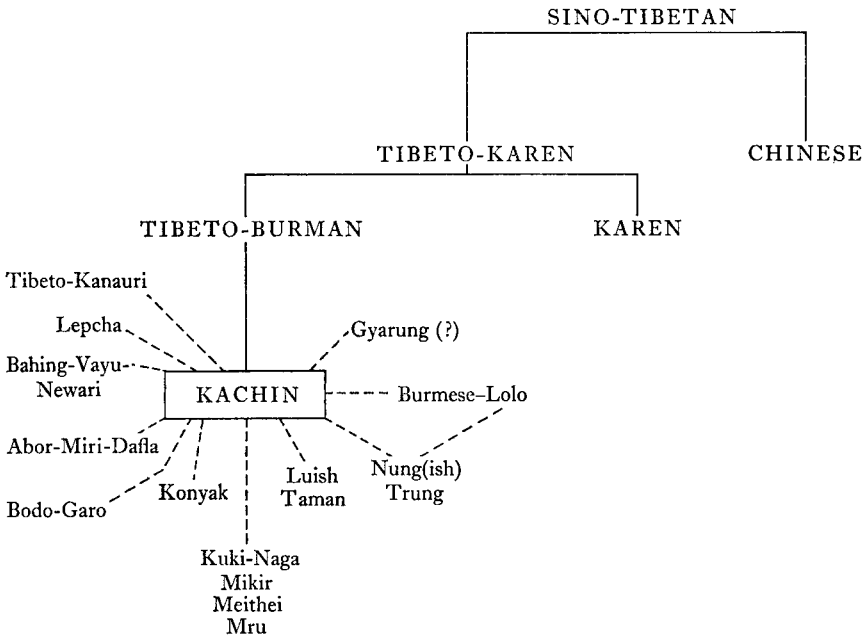 SINO-TIBETAN
TIBETO-KAREN
CHINESE
TIBETO-BURMAN
KAREN
Tibeto-Kanauri
Lepcha
Gyarung (?)
Bahing-Vayu-
Newari
KACHIN
Burmese–Lolo
Abor-Miri-Dafla
Bodo-Garo
Konyak
Luish
Taman
Nung(ish)
Trung
Kuki-Naga
Mikir
Meithei
Mru